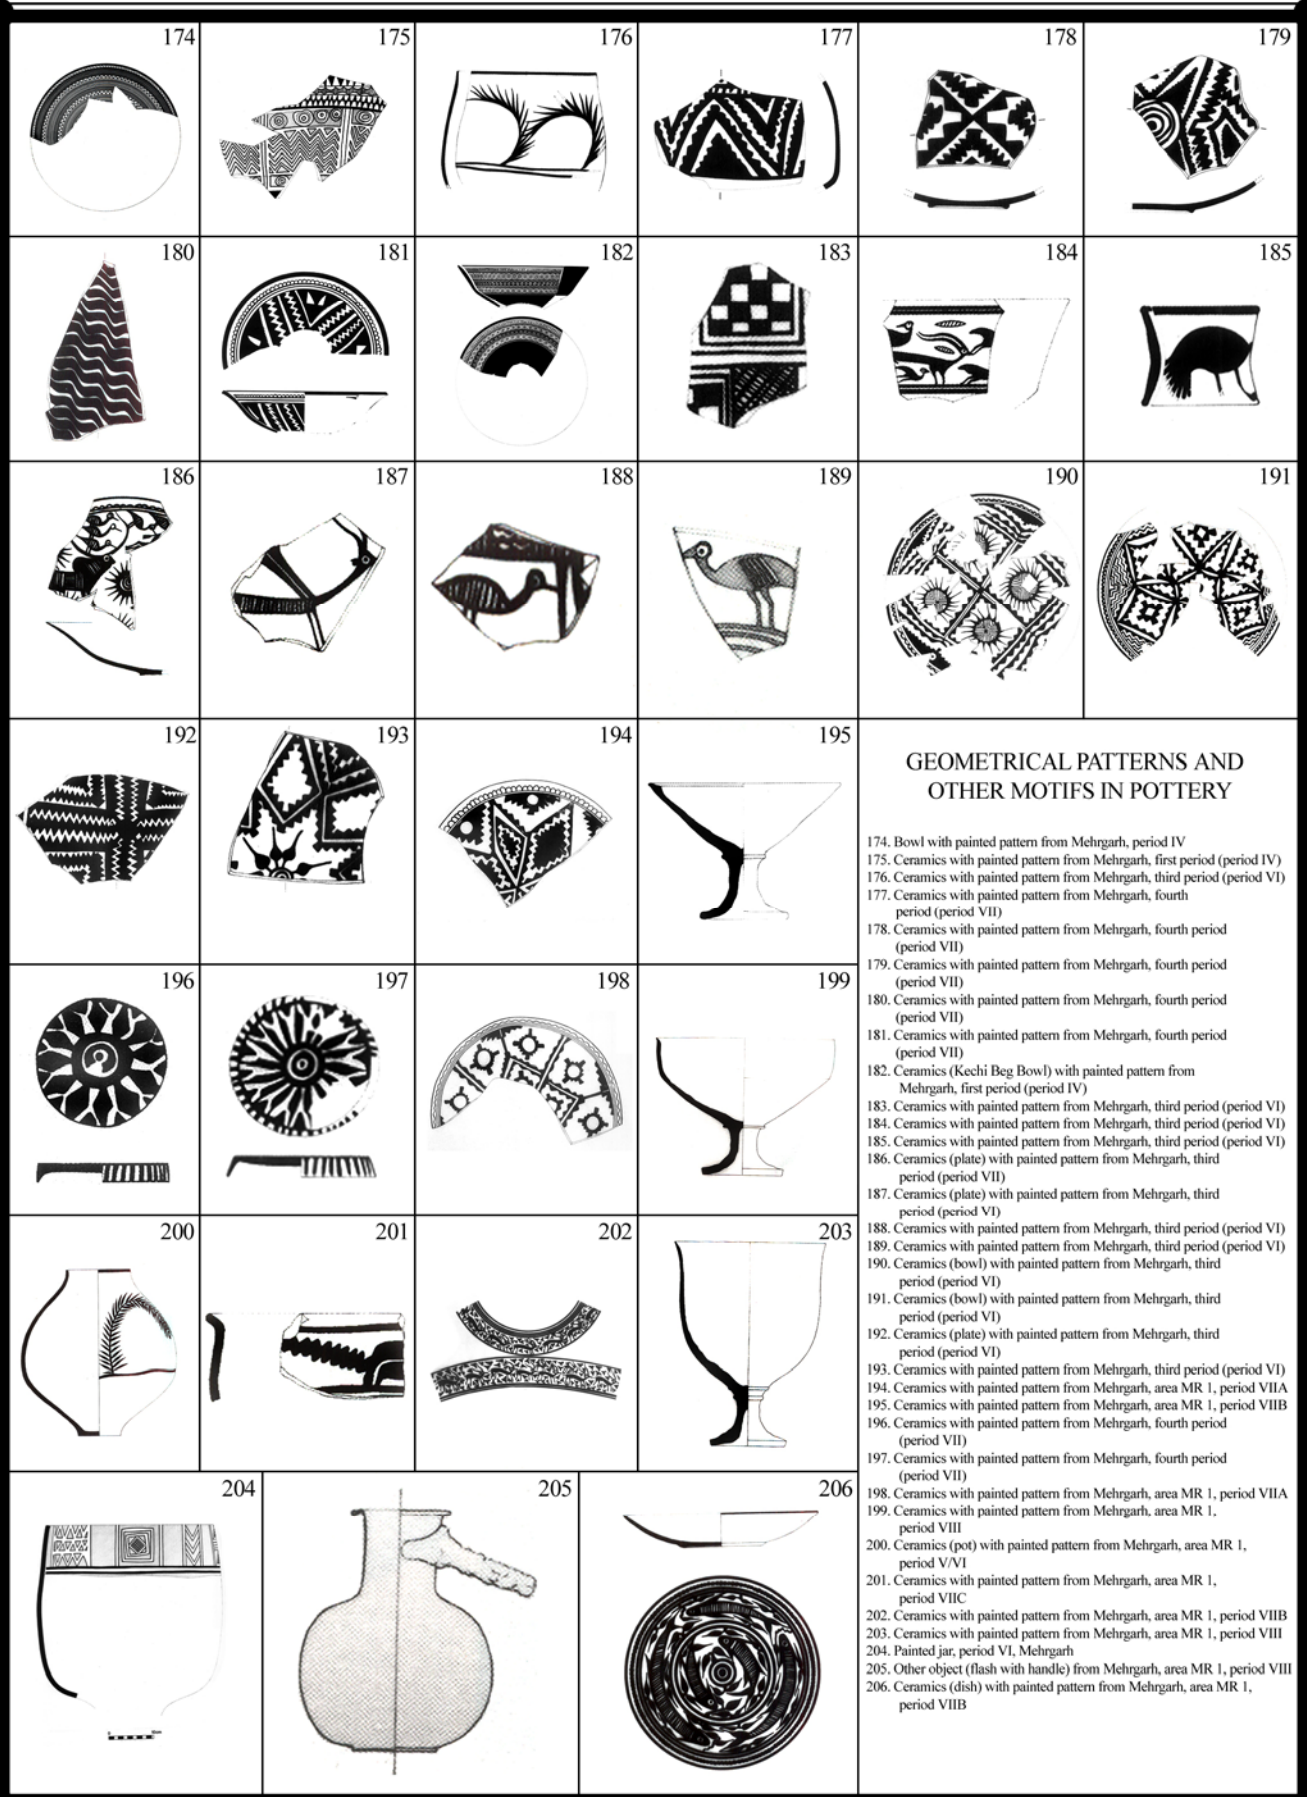 174
175
176
177
178
179
180
181
182
183
184
185
186
187
188
189
190
191
192
193
194
195
196
197
198
199
200
201
202
203
204
205
206
GEOMETRICAL PATTERNS AND
OTHER MOTIFS IN POTTERY
174. Bowl with painted pattern from Mehrgarh, period IV
175. Ceramics with painted pattern from Mehrgarh, first period (period IV)
176. Ceramics with painted pattern from Mehrgarh, third period (period VI)
177. Ceramics with painted pattern from Mehrgarh, fourth
period (period VII)
178. Ceramics with painted pattern from Mehrgarh, fourth period
(period VII)
179. Ceramics with painted pattern from Mehrgarh, fourth period
(period VII)
180. Ceramics with painted pattern from Mehrgarh, fourth period
(period VII)
181. Ceramics with painted pattern from Mehrgarh, fourth period
(period VII)
182. Ceramics (Kechi Beg Bowl) with painted pattern from
Mehrgarh, first period (period IV)
183. Ceramics with painted pattern from Mehrgarh, third period (period VI)
184. Ceramics with painted pattern from Mehrgarh, third period (period VI)
185. Ceramics with painted pattern from Mehrgarh, third period (period VI)
186. Ceramics (plate) with painted pattern from Mehrgarh, third
period (period VII)
187. Ceramics (plate) with painted pattern from Mehrgarh, third
period (period VI)
188. Ceramics with painted pattern from Mehrgarh, third period (period VI)
189. Ceramics with painted pattern from Mehrgarh, third period (period VI)
190. Ceramics (bowl) with painted pattern from Mehrgarh, third
period (period VI)
191. Ceramics (bowl) with painted pattern from Mehrgarh, third
period (period VI)
192. Ceramics (plate) with painted pattern from Mehrgarh, third
period (period VI)
193. Ceramics with painted pattern from Mehrgarh, third period (period VI)
194. Ceramics with painted pattern from Mehrgarh, area MR 1, period VIIA
195. Ceramics with painted pattern from Mehrgarh, area MR 1, period VIIB
196. Ceramics with painted pattern from Mehrgarh, fourth period
(period VII)
197. Ceramics with painted pattern from Mehrgarh, fourth period
(period VII)
198. Ceramics with painted pattern from Mehrgarh, area MR 1, period VIIA
199. Ceramics with painted pattern from Mehrgarh, area MR 1,
period VIII
200. Ceramics (pot) with painted pattern from Mehrgarh, area MR 1,
period V/VI
201. Ceramics with painted pattern from Mehrgarh, area MR 1,
period VIIC
202. Ceramics with painted pattern from Mehrgarh, area MR 1, period VIIB
203. Ceramics with painted pattern from Mehrgarh, area MR 1, period VIII
204. Painted jar, period VI, Mehrgarh
205. Other object (flash with handle) from Mehrgarh, area MR 1, period VIII
206. Ceramics (dish) with painted pattern from Mehrgarh, area MR 1,
period VIIB